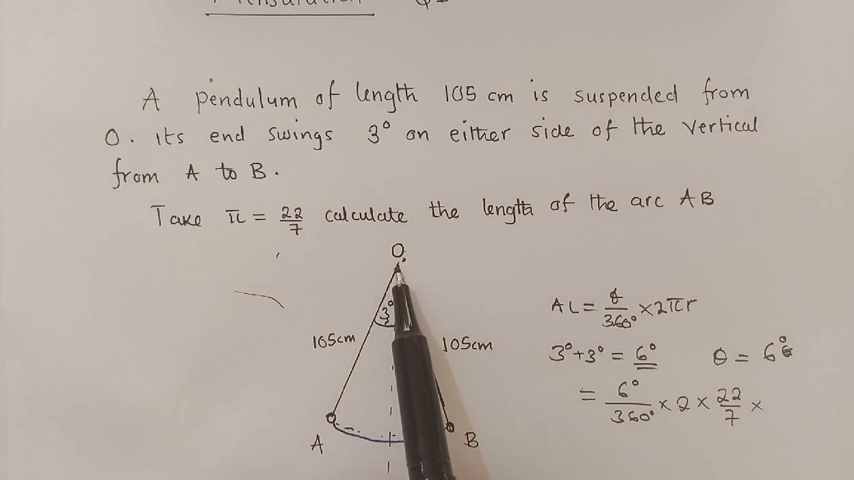 A pendulum of length 105 cm is suspended from
O. its end swings 3° on either side of the vertical
from A to B.
Take π = 22/7 calculate the length of the arc AB
O
3°
105cm
105cm
A
B
AL = θ/360° × 2πr
3°+3° = 6° θ = 6°
= 6°/360° × 2 × 22/7 ×